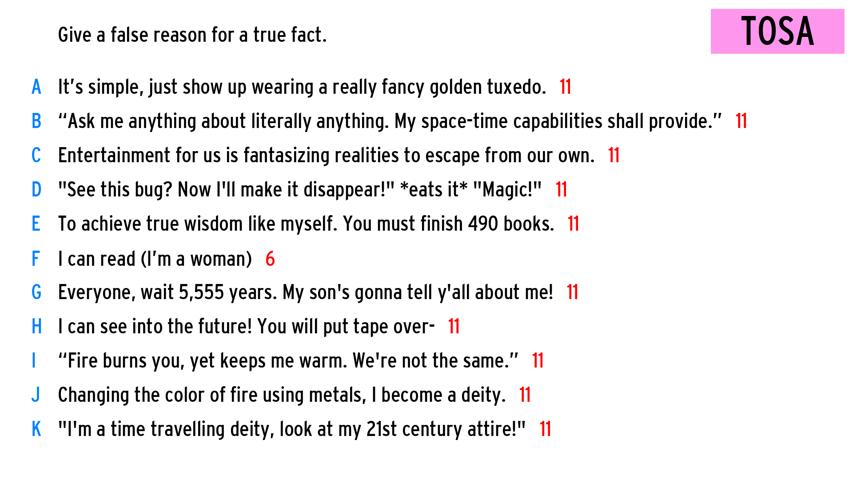 Give a false reason for a true fact.
TOSA
A It's simple, just show up wearing a really fancy golden tuxedo. 11
B “Ask me anything about literally anything. My space-time capabilities shall provide.” 11
C Entertainment for us is fantasizing realities to escape from our own. 11
D "See this bug? Now I'll make it disappear!" *eats it* "Magic!" 11
E To achieve true wisdom like myself. You must finish 490 books. 11
F I can read (I'm a woman) 6
G Everyone, wait 5,555 years. My son's gonna tell y'all about me! 11
H I can see into the future! You will put tape over- 11
I “Fire burns you, yet keeps me warm. We're not the same.” 11
J Changing the color of fire using metals, I become a deity. 11
K "I'm a time travelling deity, look at my 21st century attire!" 11